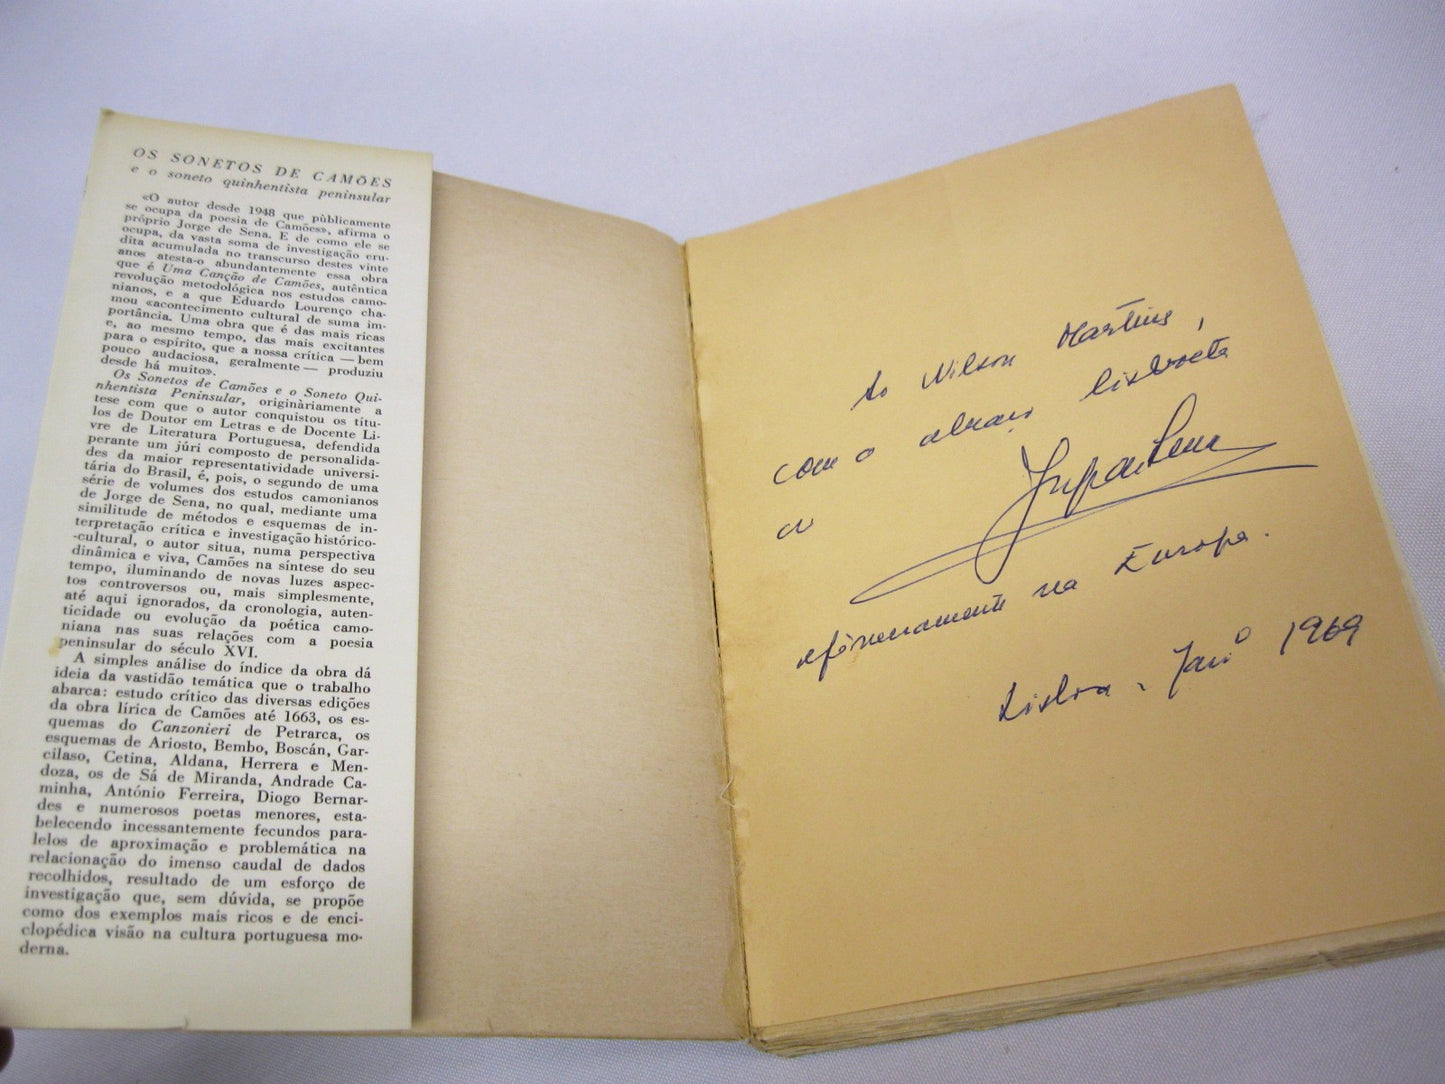 OS SONETOS DE CAMÕES
e o soneto quinhentista peninsular
«O autor desde 1948 que pùblicamente
se ocupa da poesia de Camões», afirma o
próprio Jorge de Sena. E de como ele se
ocupa, da vasta soma de investigação eru-
dita acumulada no transcurso destes vinte
anos atesta-o abundantemente essa obra
que é Uma Canção de Camões, autêntica
revolução metodológica nos estudos camo-
nianos, e a que Eduardo Lourenço cha-
mou «acontecimento cultural de suma im-
portância. Uma obra que é das mais ricas
e, ao mesmo tempo, das mais excitantes
para o espírito, que a nossa crítica — bem
pouco audaciosa, geralmente — produziu
desde há muito».
Os Sonetos de Camões e o Soneto Qui-
nhentista Peninsular, originàriamente a
tese com que o autor conquistou os títu-
los de Doutor em Letras e de Docente Li-
vre de Literatura Portuguesa, defendida
perante um júri composto de personalida-
des da maior representatividade universi-
tária do Brasil, é, pois, o segundo de uma
série de volumes dos estudos camonianos
de Jorge de Sena, no qual, mediante uma
similitude de métodos e esquemas de in-
terpretação crítica e investigação histórico-
-cultural, o autor situa, numa perspectiva
dinâmica e viva, Camões na síntese do seu
tempo, iluminando de novas luzes aspec-
tos controversos ou, mais simplesmente,
até aqui ignorados, da cronologia, auten-
ticidade ou evolução da poética camo-
niana nas suas relações com a poesia
peninsular do século XVI.
A simples análise do índice da obra dá
ideia da vastidão temática que o trabalho
abarca: estudo crítico das diversas edições
da obra lírica de Camões até 1663, os es-
quemas do Canzonieri de Petrarca, os
esquemas de Ariosto, Bembo, Boscán, Gar-
cilaso, Cetina, Aldana, Herrera e Men-
doza, os de Sá de Miranda, Andrade Ca-
minha, António Ferreira, Diogo Bernar-
des e numerosos poetas menores, esta-
belecendo incessantemente fecundos para-
lelos de aproximação e problemática na
relacionação do imenso caudal de dados
recolhidos, resultado de um esforço de
investigação que, sem dúvida, se propõe
como dos exemplos mais ricos e de enci-
clopédica visão na cultura portuguesa mo-
derna.
Ao Wilson Martins,
com o abraço lisboeta
do
Jorge de Sena
efèmeramente na Europa.
Lisboa, Janº 1969